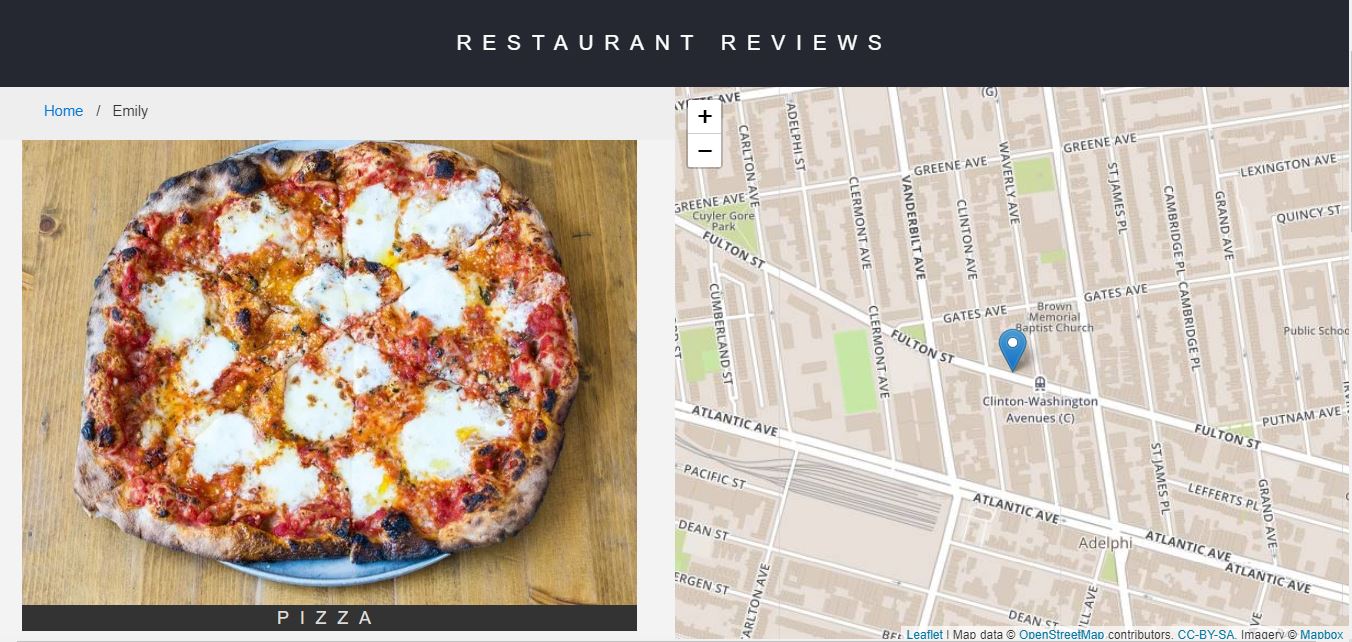 RESTAURANT REVIEWS
Home / Emily
PIZZA
+
−
(G)
ADELPHI ST
CARLTON AVE
GREENE AVE
GREENE AVE
GREENE AVE
LEXINGTON AVE
Cuyler Gore
Park
CLERMONT AVE
VANDERBILT AVE
CLINTON AVE
WAVERLY AVE
ST JAMES PL
CAMBRIDGE PL
GRAND AVE
QUINCY ST
FULTON ST
CUMBERLAND ST
CLERMONT AVE
GATES AVE
GATES AVE
CAMBRIDGE PL
Brown
Memorial
Baptist Church
FULTON ST
Clinton-Washington
Avenues (C)
PUTNAM AVE
FULTON ST
ATLANTIC AVE
PACIFIC ST
ST JAMES PL
LEFFERTS PL
GRAND AVE
ATLANTIC AVE
DEAN ST
Adelphi
ATLANTIC AVE
ATLANTIC AVE
DEAN ST
Leaflet | Map data © OpenStreetMap contributors, CC-BY-SA, Imagery © Mapbox